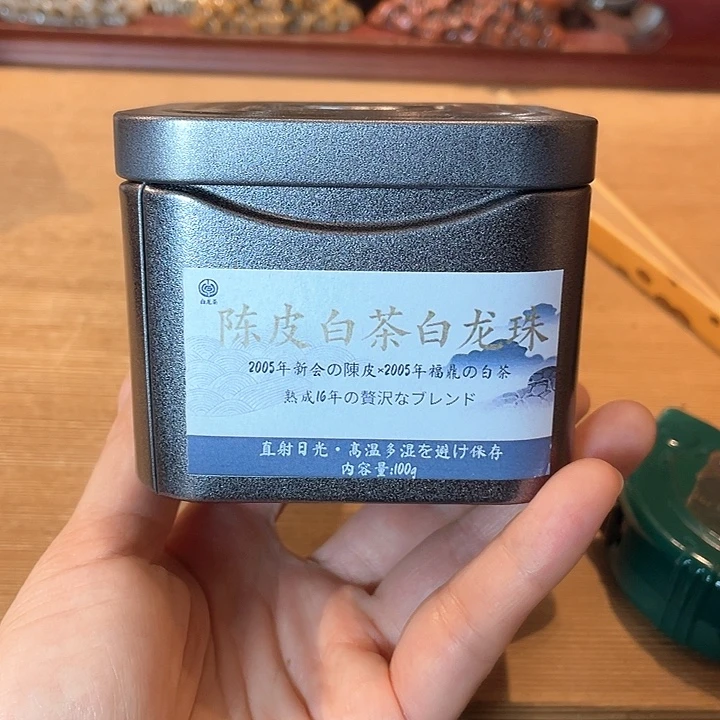 白龙茶
陈皮白茶白龙珠
2005年新会の陳皮×2005年福鼎の白茶
熟成16年の贅沢なブレンド
直射日光・高温多湿を避け保存
内容量:100g